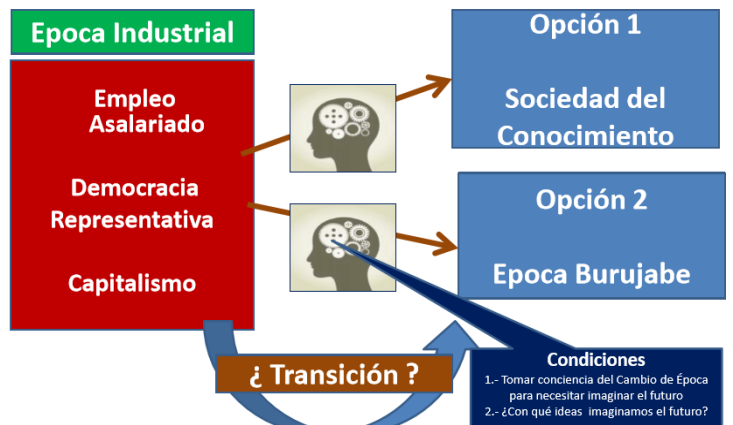 Epoca Industrial
Empleo
Asalariado
Democracia
Representativa
Capitalismo
Opción 1
Sociedad del
Conocimiento
Opción 2
Epoca Burujabe
¿ Transición ?
Condiciones
1.- Tomar conciencia del Cambio de Época
para necesitar imaginar el futuro
2.- ¿Con qué ideas imaginamos el futuro?